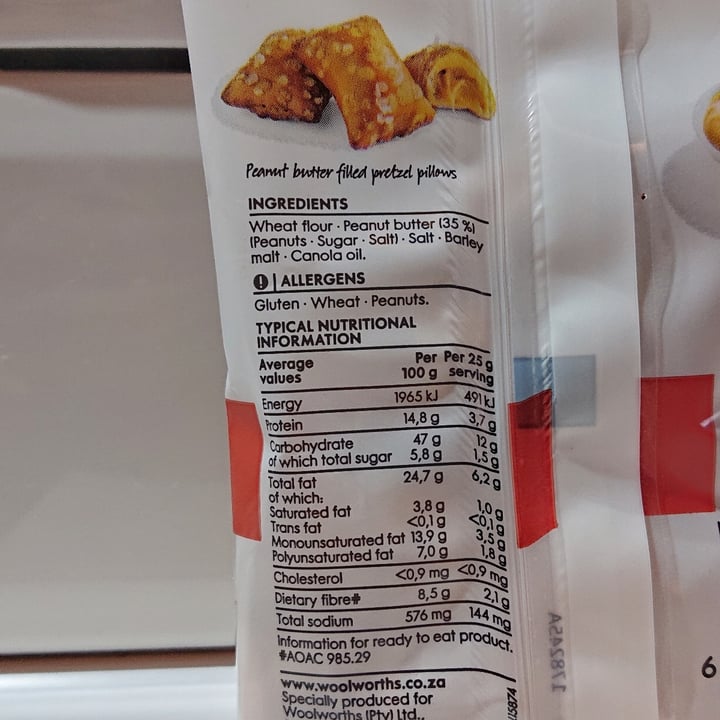 Peanut butter filled pretzel pillows
INGREDIENTS
Wheat flour · Peanut butter (35 %)
(Peanuts · Sugar · Salt) · Salt · Barley
malt · Canola oil.
! | ALLERGENS
Gluten · Wheat · Peanuts.
TYPICAL NUTRITIONAL
INFORMATION
Average values Per 100 g Per 25 g serving
Energy 1965 kJ 491 kJ
Protein 14,8 g 3,7 g
Carbohydrate 47 g 12 g
of which total sugar 5,8 g 1,5 g
Total fat 24,7 g 6,2 g
of which:
Saturated fat 3,8 g 1,0 g
Trans fat <0,1 g <0,1 g
Monounsaturated fat 13,9 g 3,5 g
Polyunsaturated fat 7,0 g 1,8 g
Cholesterol <0,9 mg <0,9 mg
Dietary fibre# 8,5 g 2,1 g
Total sodium 576 mg 144 mg
Information for ready to eat product.
#AOAC 985.29
www.woolworths.co.za
Specially produced for
Woolworths (Pty) Ltd.,
6